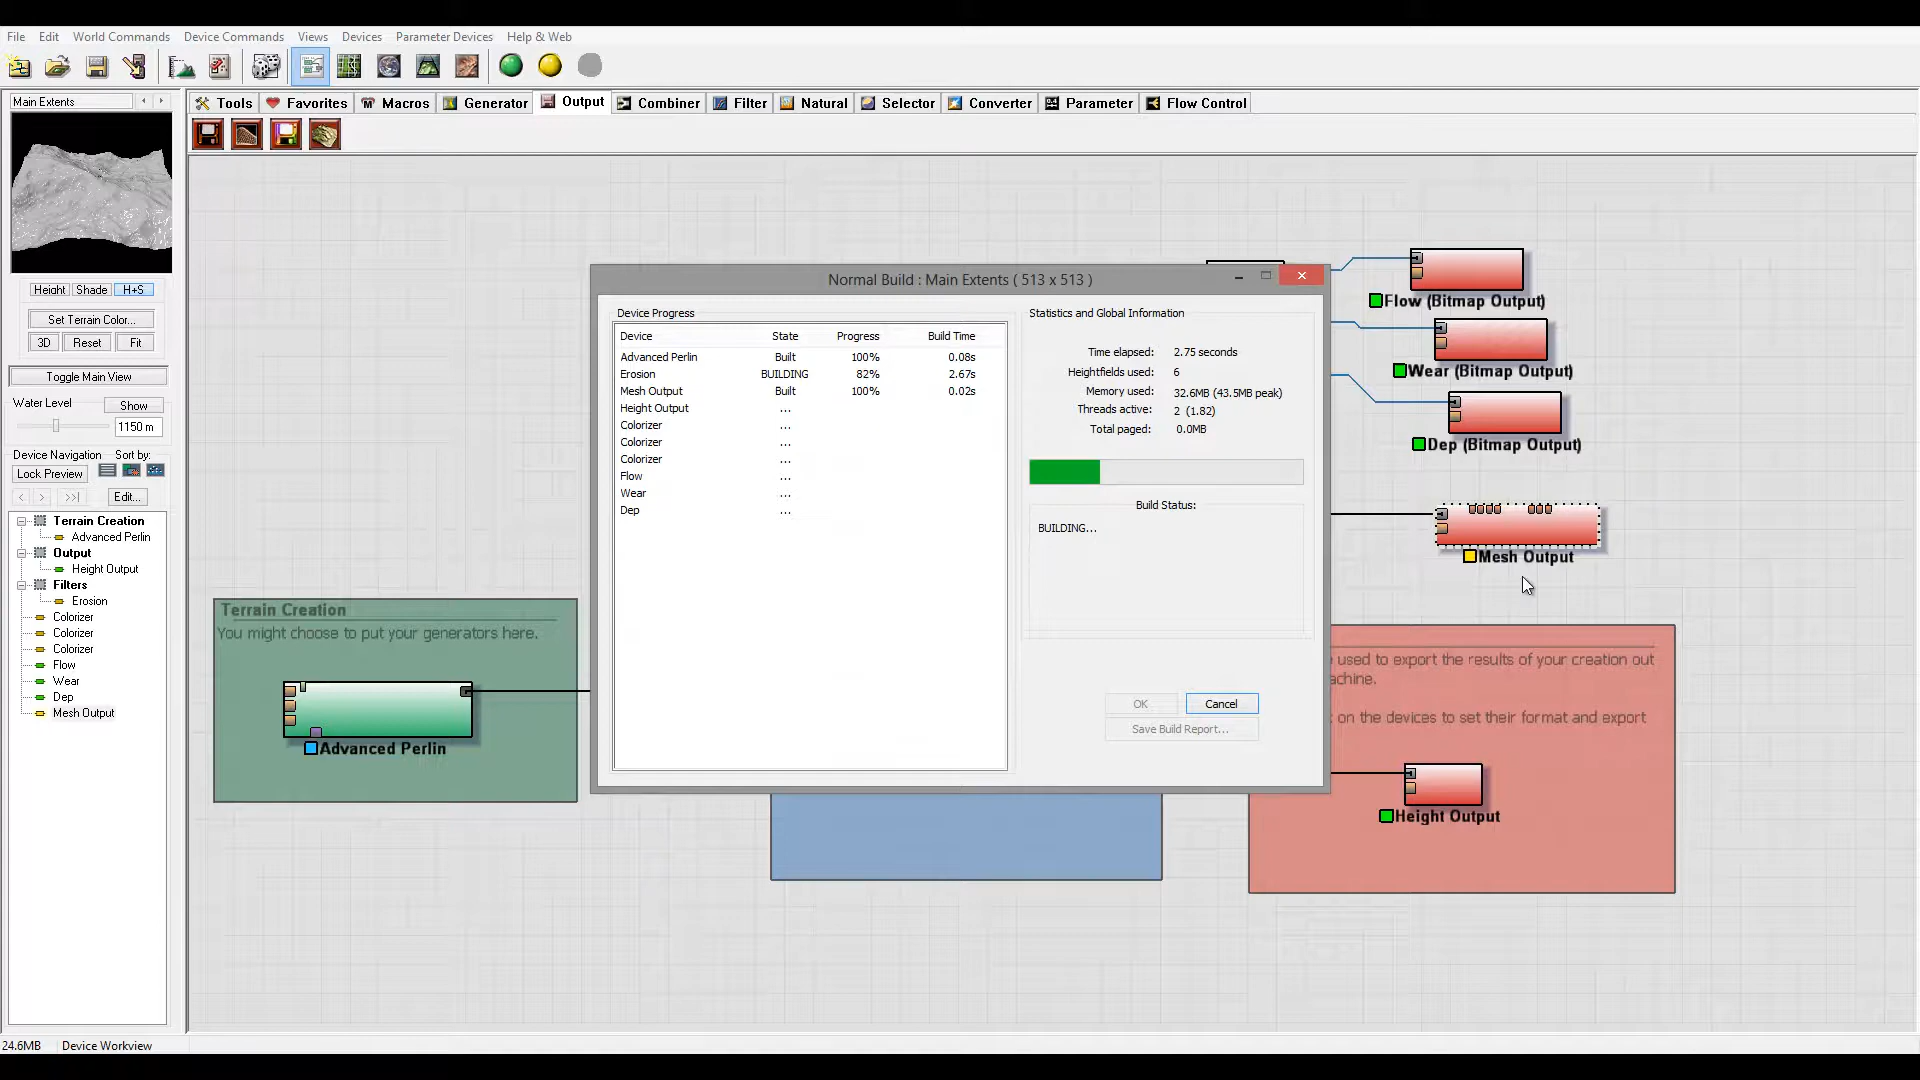 File Edit World Commands Device Commands Views Devices Parameter Devices Help & Web
Main Extents
Tools Favorites Macros Generator Output Combiner Filter Natural Selector Converter Parameter Flow Control
Height Shade H+S
Set Terrain Color...
3D Reset Fit
Toggle Main View
Water Level Show
1150 m
Device Navigation Sort by:
Lock Preview
Edit...
Terrain Creation
Advanced Perlin
Output
Height Output
Filters
Erosion
Colorizer
Colorizer
Colorizer
Flow
Wear
Dep
Mesh Output
Terrain Creation
You might choose to put your generators here.
Advanced Perlin
Normal Build : Main Extents ( 513 x 513 )
Device Progress
Device State Progress Build Time
Advanced Perlin Built 100% 0.08s
Erosion BUILDING 82% 2.67s
Mesh Output Built 100% 0.02s
Height Output ...
Colorizer ...
Colorizer ...
Colorizer ...
Flow ...
Wear ...
Dep ...
Statistics and Global Information
Time elapsed: 2.75 seconds
Heightfields used: 6
Memory used: 32.6MB (43.5MB peak)
Threads active: 2 (1.82)
Total paged: 0.0MB
Build Status:
BUILDING...
OK Cancel
Save Build Report...
Flow (Bitmap Output)
Wear (Bitmap Output)
Dep (Bitmap Output)
Mesh Output
used to export the results of your creation out
achine.
on the devices to set their format and export
Height Output
24.6MB Device Workview